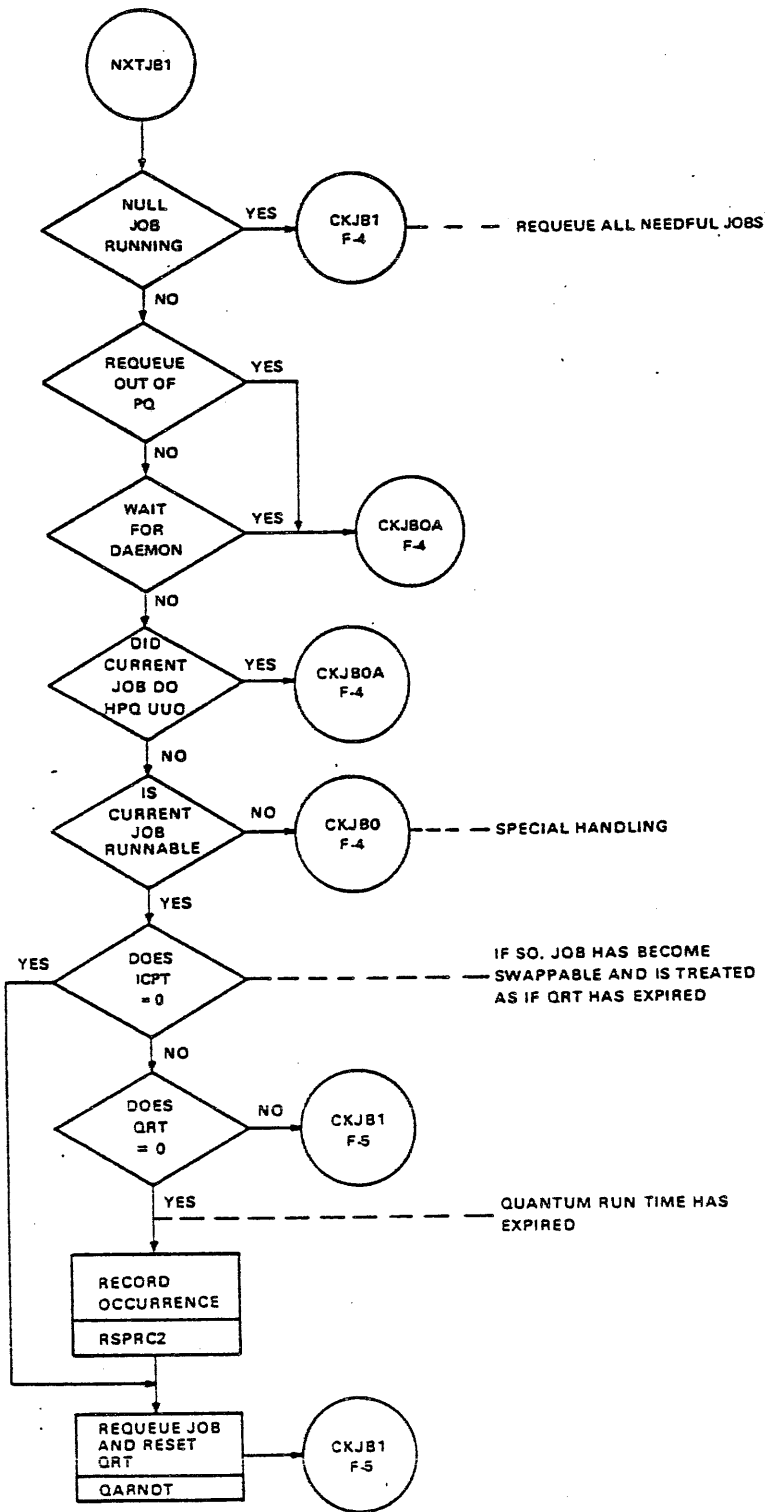 NXTJB1
NULL
JOB
RUNNING
YES
CKJB1
F-4
REQUEUE ALL NEEDFUL JOBS
NO
REQUEUE
OUT OF
PQ
YES
NO
WAIT
FOR
DAEMON
YES
CKJB0A
F-4
NO
DID
CURRENT
JOB DO
HPQ UUO
YES
CKJB0A
F-4
NO
IS
CURRENT
JOB
RUNNABLE
NO
CKJB0
F-4
SPECIAL HANDLING
YES
YES
DOES
ICPT
= 0
IF SO, JOB HAS BECOME
SWAPPABLE AND IS TREATED
AS IF QRT HAS EXPIRED
NO
DOES
QRT
= 0
NO
CKJB1
F-5
YES
QUANTUM RUN TIME HAS
EXPIRED
RECORD
OCCURRENCE
RSPRC2
REQUEUE JOB
AND RESET
QRT
QARNDT
CKJB1
F-5